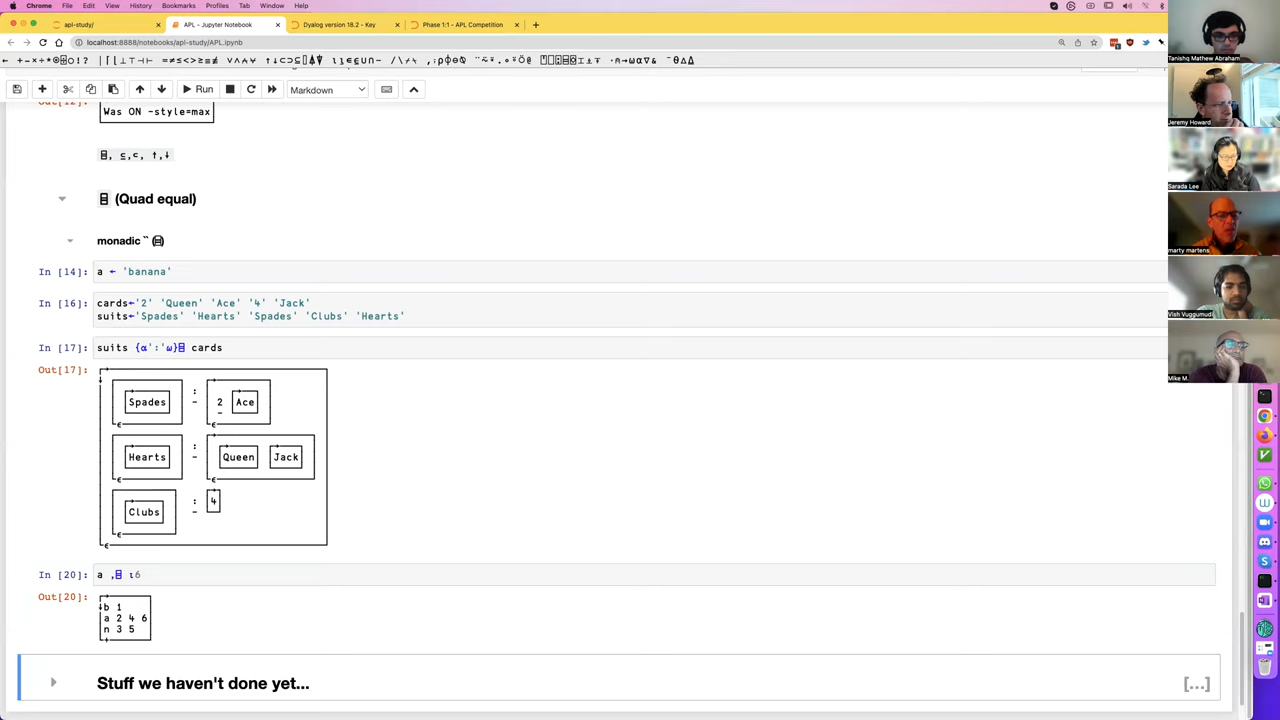 Chrome File Edit View History Bookmarks Profiles Tab Window Help
apl-study/ APL - Jupyter Notebook Dyalog version 18.2 - Key Phase 1:1 - APL Competition
localhost:8888/notebooks/apl-study/APL.ipynb
Run Markdown
Out[12]:
Was ON -style=max
⌸, ⊆,⊂, ↑,↓
⌸ (Quad equal)
monadic `` (⌸)
In [14]: a ← 'banana'
In [16]: cards←'2' 'Queen' 'Ace' '4' 'Jack'
suits←'Spades' 'Hearts' 'Spades' 'Clubs' 'Hearts'
In [17]: suits {⍺':'⍵}⌸ cards
Out[17]:
Spades : 2 Ace
Hearts : Queen Jack
Clubs : 4
In [20]: a ,⌸ ⍳6
Out[20]:
b 1
a 2 4 6
n 3 5
Stuff we haven't done yet...
[...]
Tanishq Mathew Abraham
Jeremy Howard
Sarada Lee
marty martens
Vish Vuggumudi
Mike M.